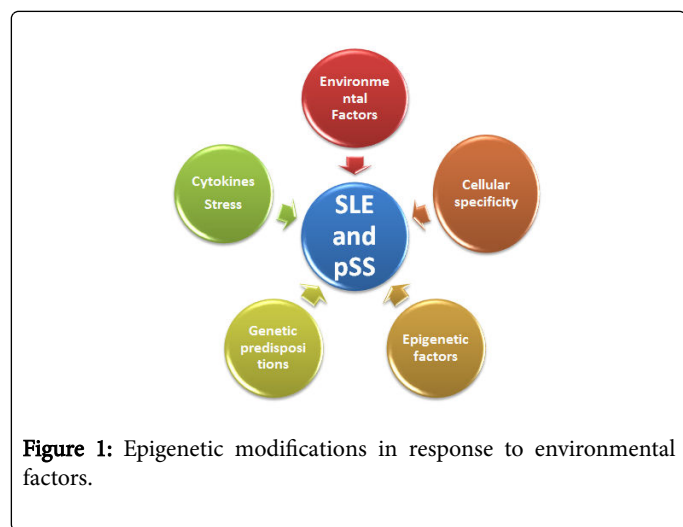 Environme
ntal
Factors
Cytokines
Stress
Cellular
specificity
SLE
and
pSS
Genetic
predisposi
tions
Epigenetic
factors
Figure 1: Epigenetic modifications in response to environmental
factors.